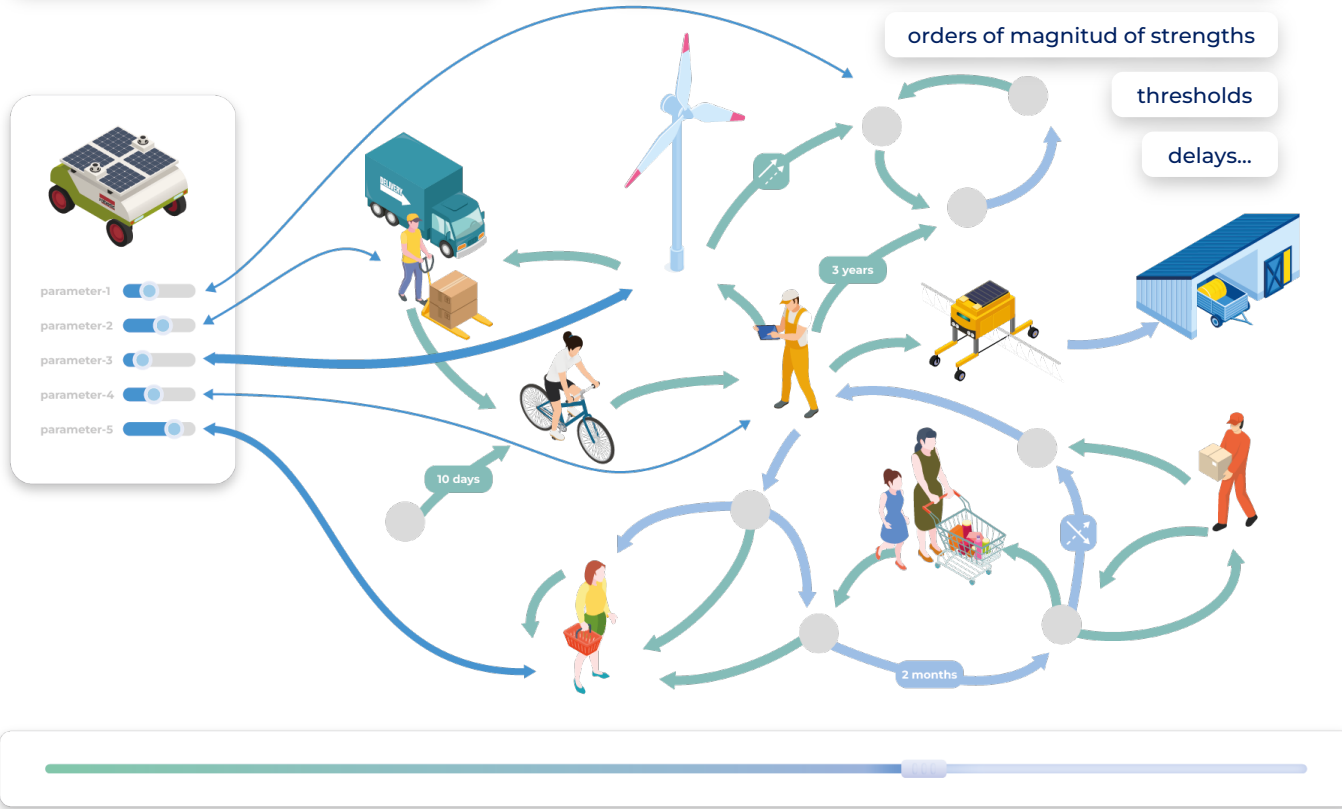 orders of magnitud of strengths
thresholds
delays...
DELIVERY
3 years
parameter-1
parameter-2
parameter-3
parameter-4
parameter-5
10 days
2 months